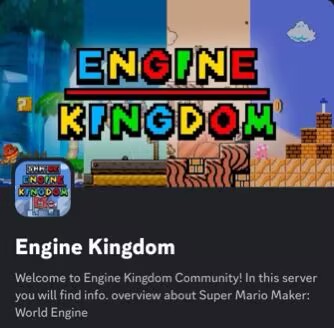 ENGINE
KINGDOM
ENGINE
KINGDOM
Engine Kingdom
Welcome to Engine Kingdom Community! In this server
you will find info. overview about Super Mario Maker:
World Engine